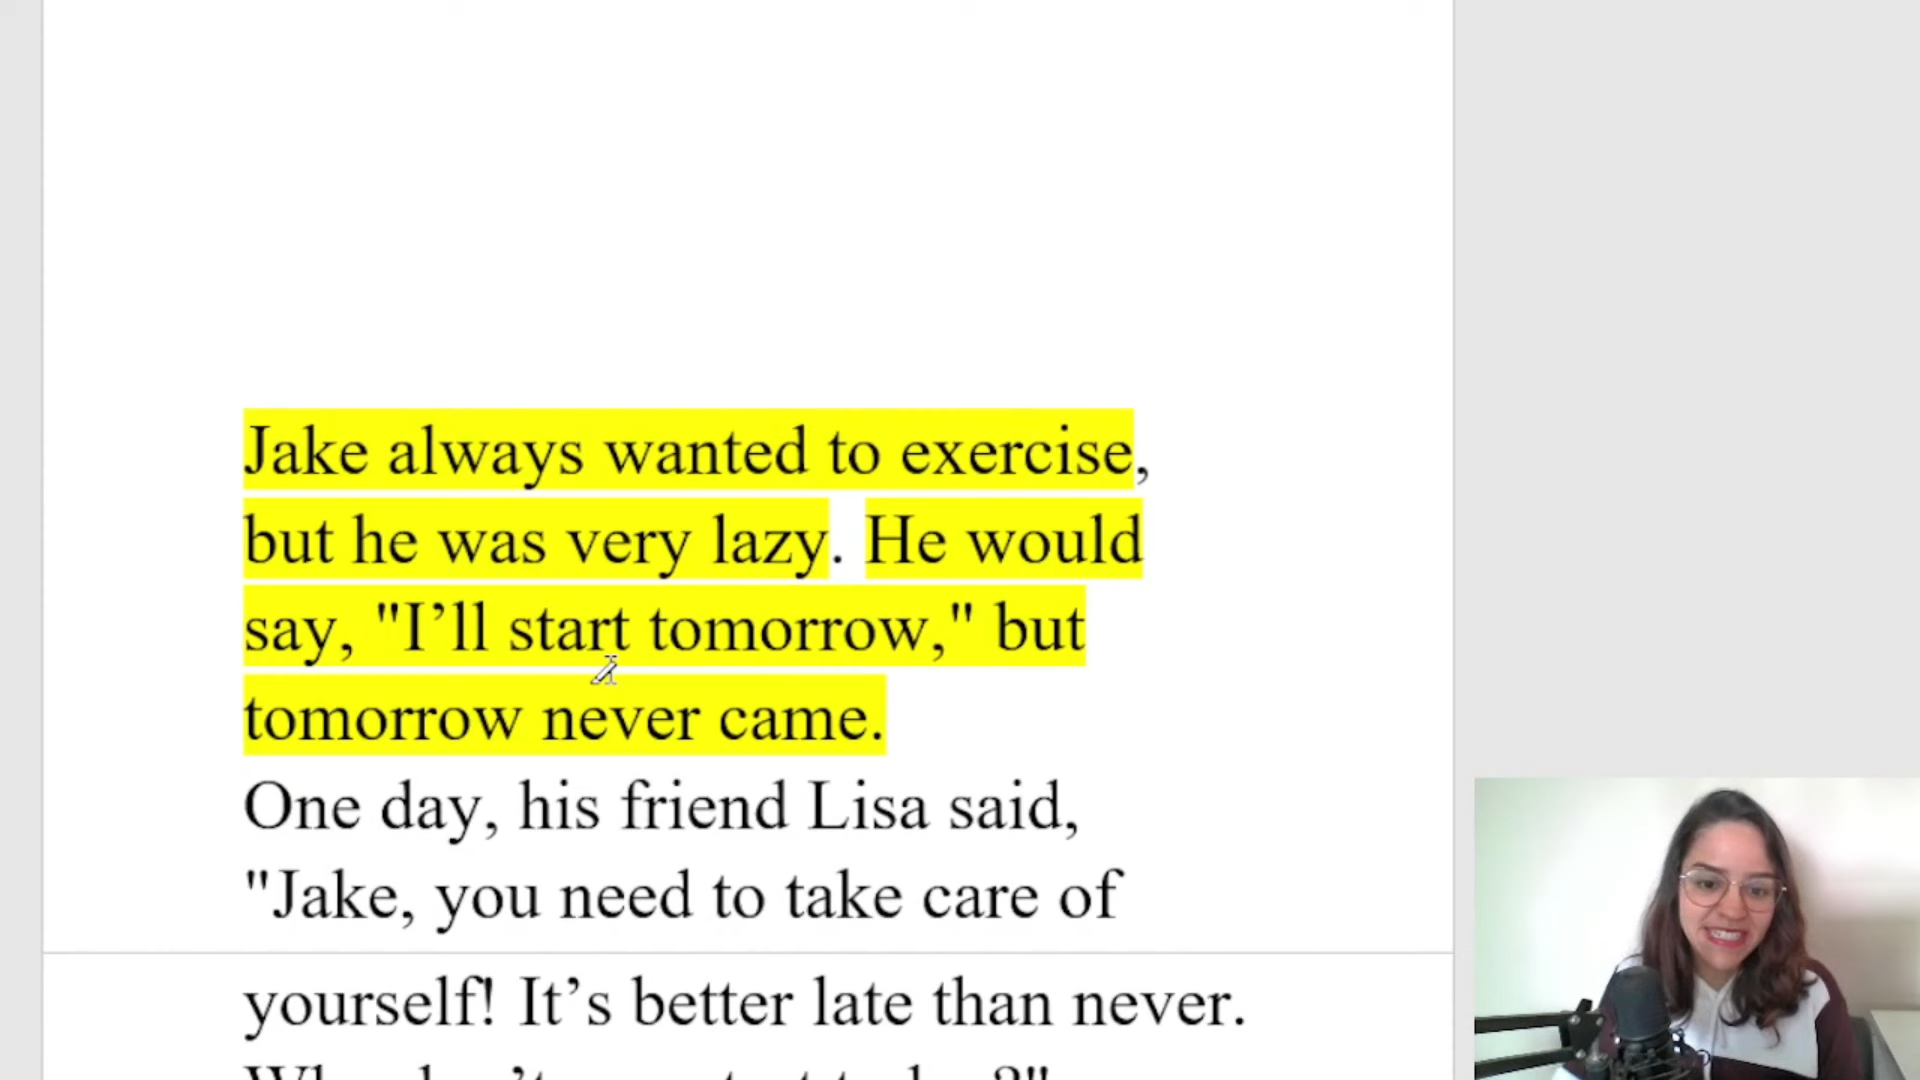 Jake always wanted to exercise,
but he was very lazy. He would
say, "I’ll start tomorrow," but
tomorrow never came.
One day, his friend Lisa said,
"Jake, you need to take care of
yourself! It’s better late than never.